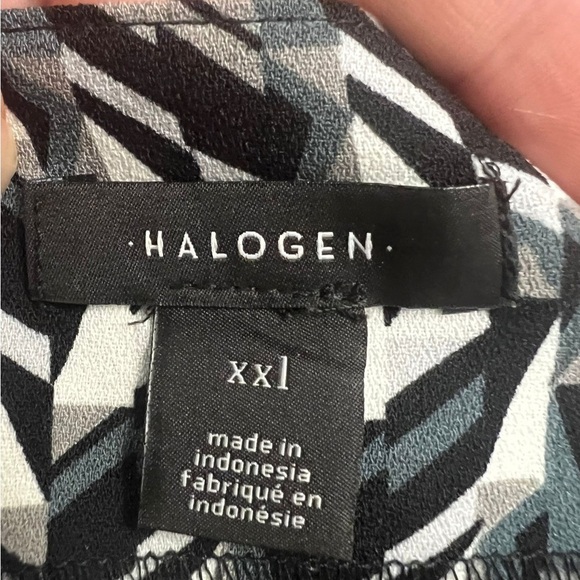 ·HALOGEN·
xxl
made in
indonesia
fabriqué en
indonésie